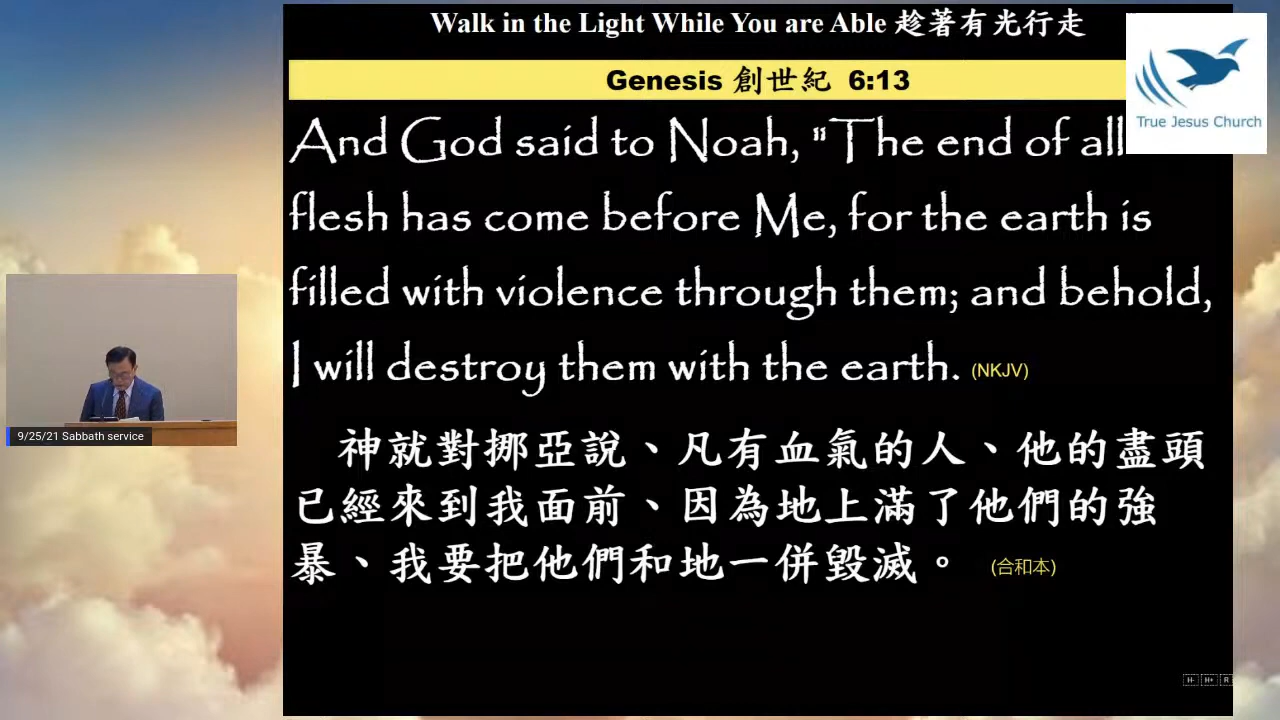 Walk in the Light While You are Able 趁著有光行走
Genesis 創世紀 6:13
True Jesus Church
And God said to Noah, "The end of all
flesh has come before Me, for the earth is
filled with violence through them; and behold,
I will destroy them with the earth. (NKJV)
神就對挪亞說、凡有血氣的人、他的盡頭
已經來到我面前、因為地上滿了他們的強
暴、我要把他們和地一併毀滅。 (合和本)
9/25/21 Sabbath service
H- H+ R